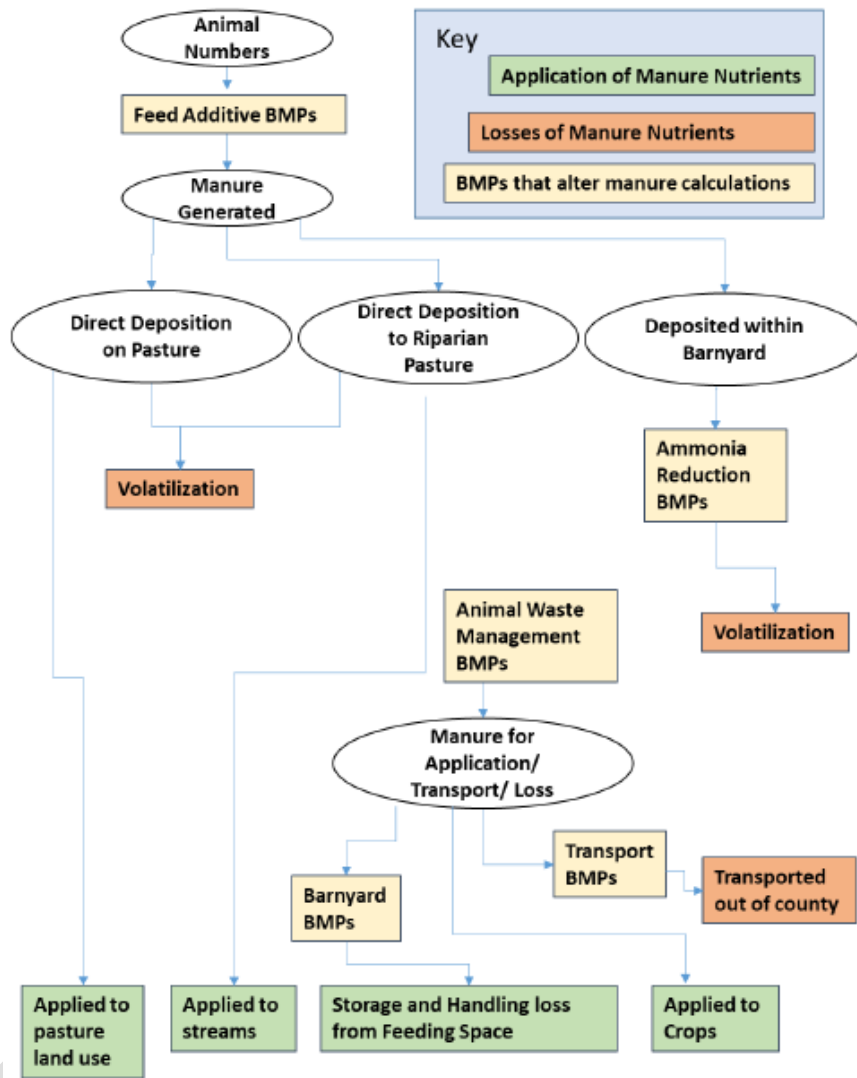 Animal
Numbers
Key
Application of Manure Nutrients
Feed Additive BMPs
Losses of Manure Nutrients
BMPs that alter manure calculations
Manure
Generated
Direct Deposition
on Pasture
Direct Deposition
to Riparian
Pasture
Deposited within
Barnyard
Volatilization
Ammonia
Reduction
BMPs
Animal Waste
Management
BMPs
Volatilization
Manure for
Application/
Transport/ Loss
Barnyard
BMPs
Transport
BMPs
Transported
out of county
Applied to
pasture
land use
Applied to
streams
Storage and Handling loss
from Feeding Space
Applied to
Crops